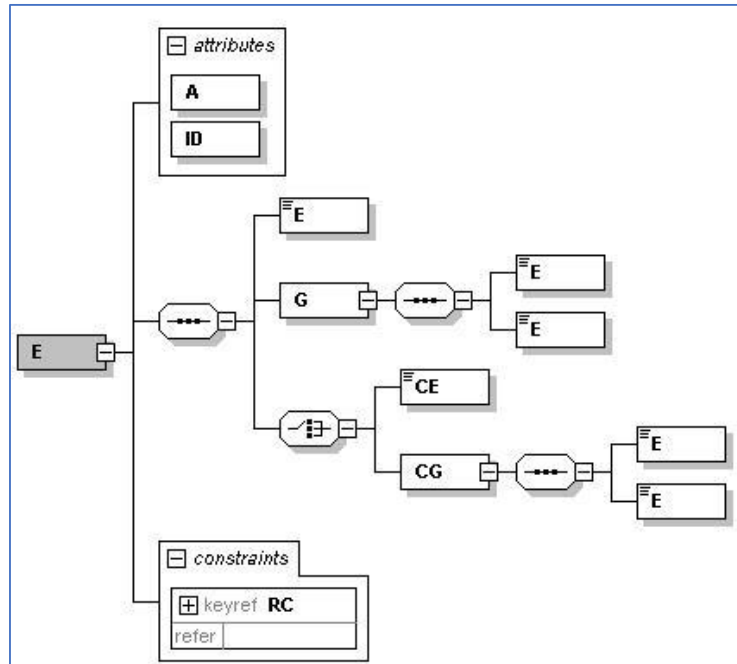 attributes
A
ID
E
G
E
E
E
CE
CG
E
E
constraints
keyref RC
refer